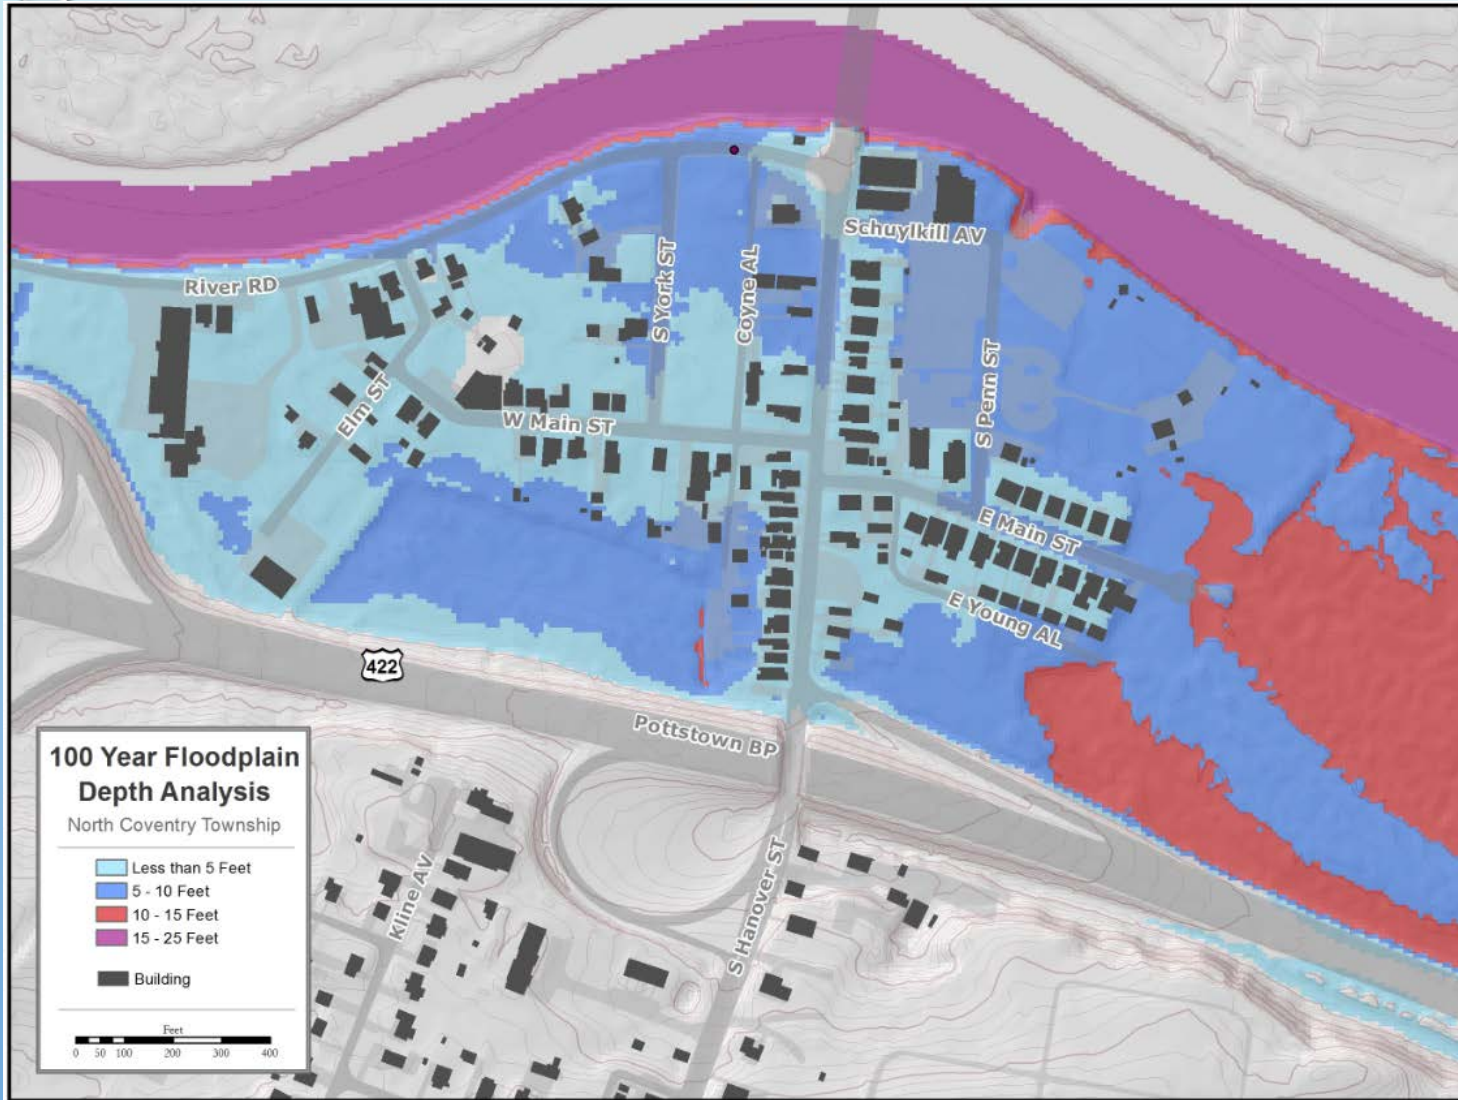 River RD
S York ST
Coyne AL
Schuylkill AV
Elm ST
W Main ST
S Penn ST
E Main ST
E Young AL
422
Pottstown BP
Kline AV
S Hanover ST
100 Year Floodplain
Depth Analysis
North Coventry Township
Less than 5 Feet
5 - 10 Feet
10 - 15 Feet
15 - 25 Feet
Building
Feet
0 50 100 200 300 400